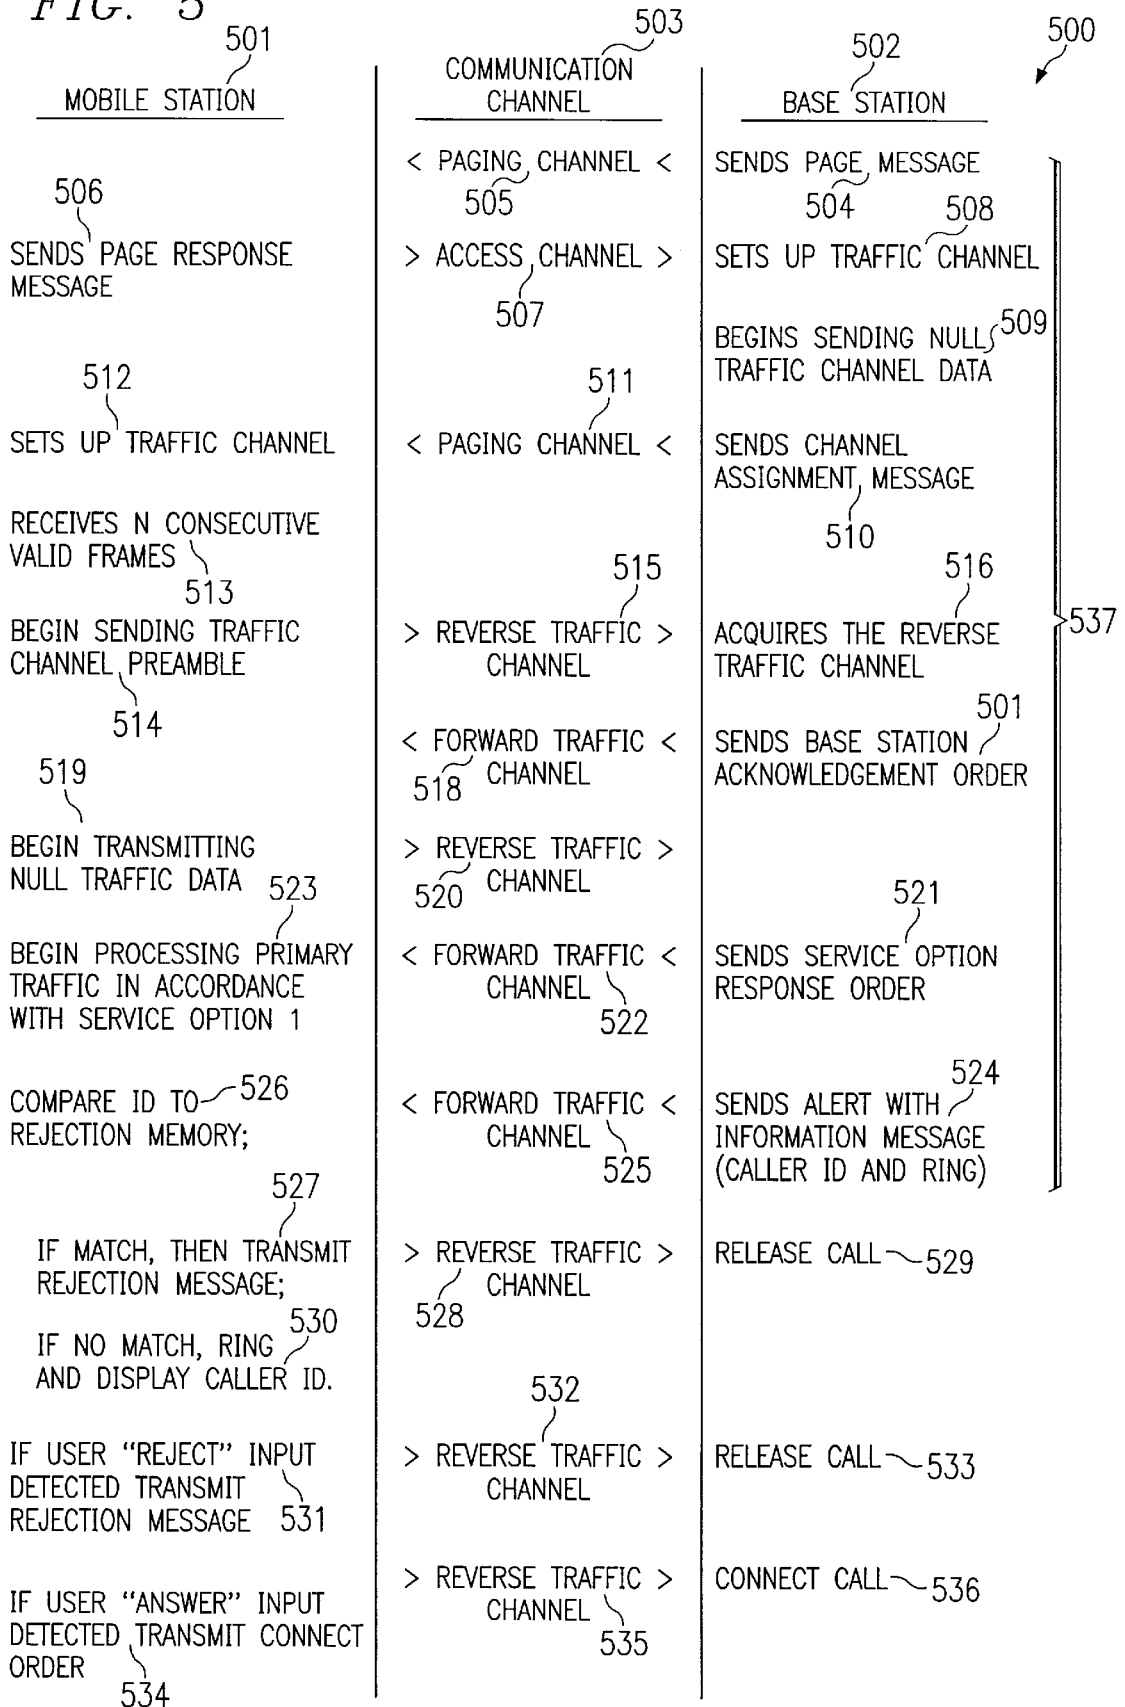 FIG. 5
501
503
502
500
MOBILE STATION
COMMUNICATION
CHANNEL
BASE STATION
< PAGING CHANNEL <
505
SENDS PAGE MESSAGE
504
506
SENDS PAGE RESPONSE
MESSAGE
> ACCESS CHANNEL >
507
508
SETS UP TRAFFIC CHANNEL
BEGINS SENDING NULL
TRAFFIC CHANNEL DATA
509
512
SETS UP TRAFFIC CHANNEL
511
< PAGING CHANNEL <
SENDS CHANNEL
ASSIGNMENT MESSAGE
510
RECEIVES N CONSECUTIVE
VALID FRAMES
513
BEGIN SENDING TRAFFIC
CHANNEL PREAMBLE
514
515
> REVERSE TRAFFIC >
CHANNEL
516
ACQUIRES THE REVERSE
TRAFFIC CHANNEL
537
< FORWARD TRAFFIC <
518 CHANNEL
501
SENDS BASE STATION
ACKNOWLEDGEMENT ORDER
519
BEGIN TRANSMITTING
NULL TRAFFIC DATA
> REVERSE TRAFFIC >
520 CHANNEL
523
BEGIN PROCESSING PRIMARY
TRAFFIC IN ACCORDANCE
WITH SERVICE OPTION 1
< FORWARD TRAFFIC <
CHANNEL
522
521
SENDS SERVICE OPTION
RESPONSE ORDER
COMPARE ID TO 526
REJECTION MEMORY;
< FORWARD TRAFFIC <
CHANNEL
525
524
SENDS ALERT WITH
INFORMATION MESSAGE
(CALLER ID AND RING)
527
IF MATCH, THEN TRANSMIT
REJECTION MESSAGE;
> REVERSE TRAFFIC >
CHANNEL
528
RELEASE CALL 529
530
IF NO MATCH, RING
AND DISPLAY CALLER ID.
IF USER “REJECT” INPUT
DETECTED TRANSMIT
REJECTION MESSAGE 531
532
> REVERSE TRAFFIC >
CHANNEL
RELEASE CALL 533
IF USER “ANSWER” INPUT
DETECTED TRANSMIT CONNECT
ORDER
534
> REVERSE TRAFFIC >
CHANNEL
535
CONNECT CALL 536